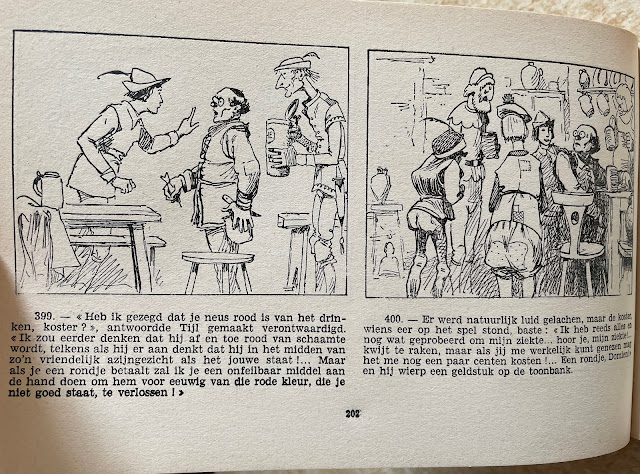 399. — « Heb ik gezegd dat je neus rood is van het drin-
ken, koster ? », antwoordde Tijl gemaakt verontwaardigd.
« Ik zou eerder denken dat hij af en toe rood van schaamte
wordt, telkens als hij er aan denkt dat hij in het midden van
zo'n vriendelijk azijngezicht als het jouwe staat !... Maar
als je een rondje betaalt zal ik je een onfeilbaar middel aan
de hand doen om hem voor eeuwig van die rode kleur, die je
niet goed staat, te verlossen ! »
400. — Er werd natuurlijk luid gelachen, maar de
wiens eer op het spel stond, baste : « Ik heb reeds alles en
nog wat geprobeerd om mijn ziekte... hoor je, mijn ziekte...
kwijt te raken, maar als jij me werkelijk kunt genezen mag
het me nog een paar centen kosten !... Een rondje,
en hij wierp een geldstuk op de toonbank.
202